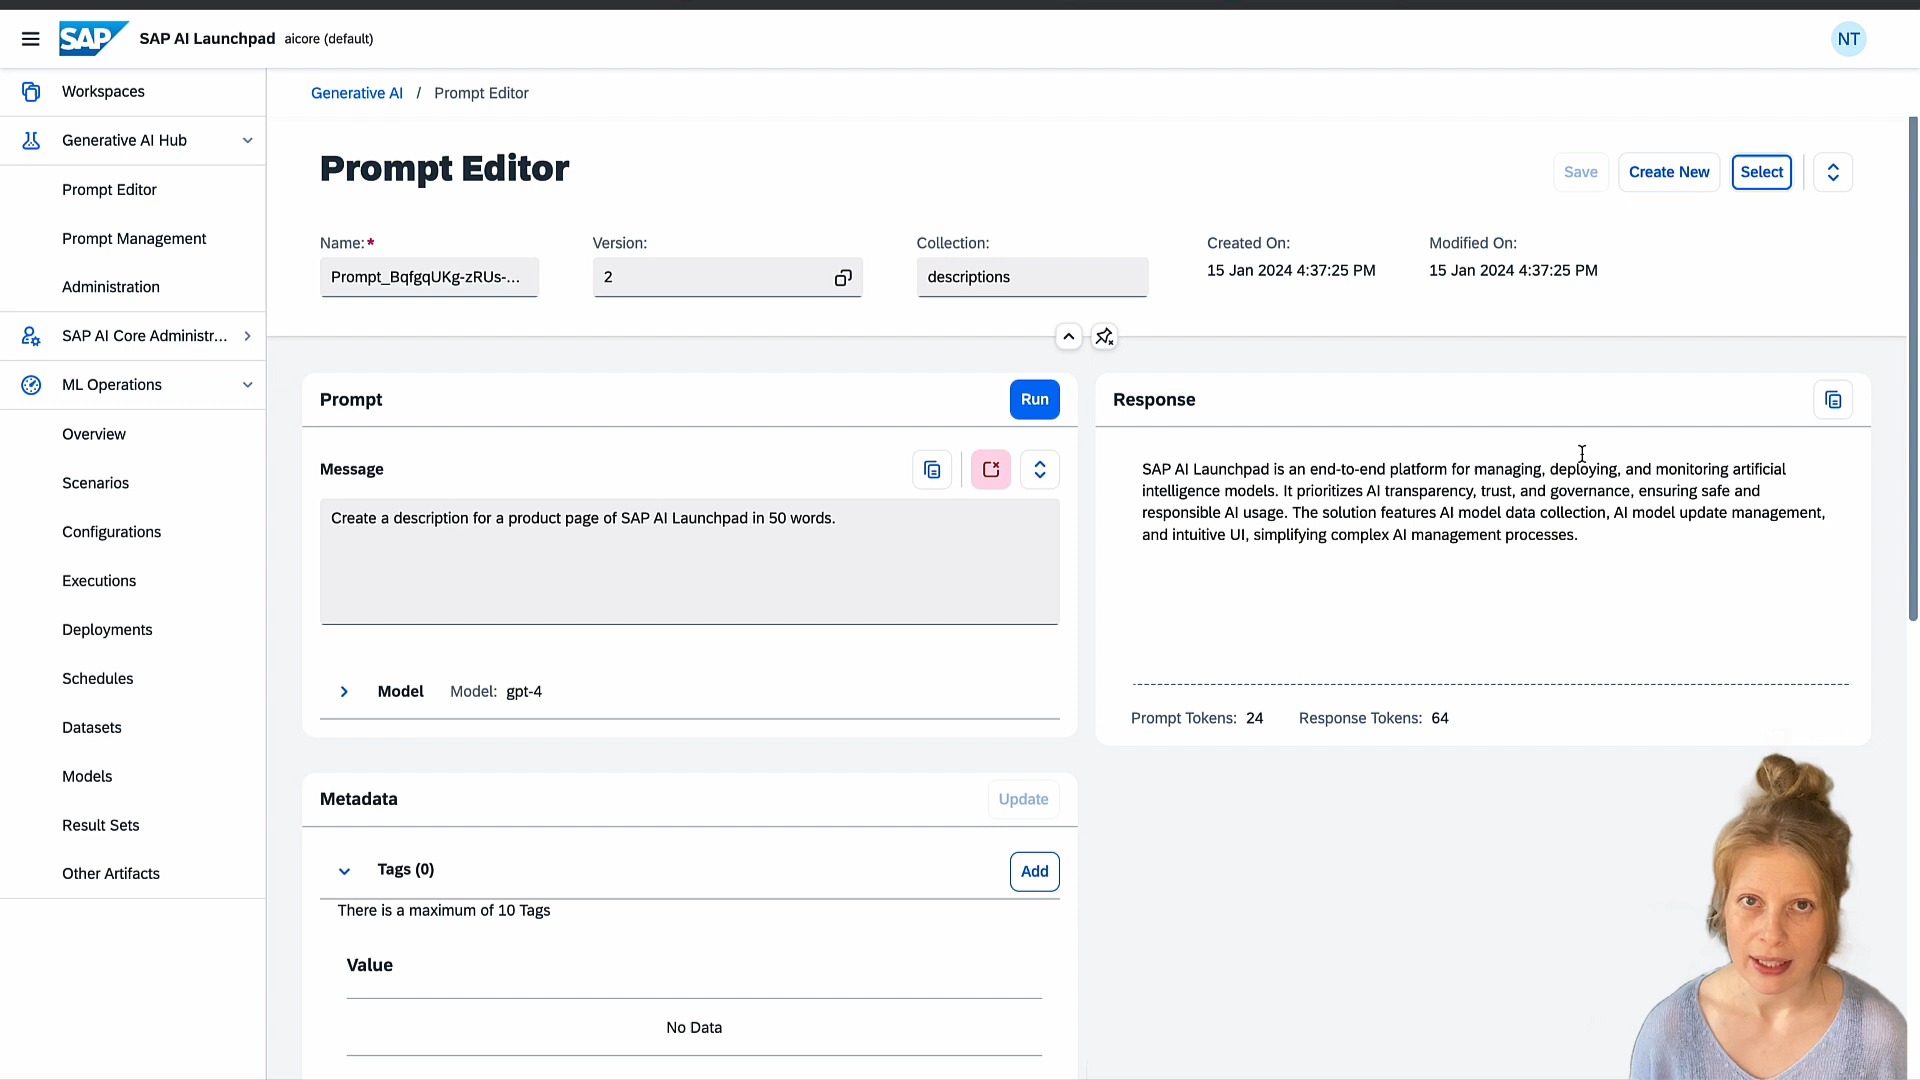 SAP
SAP AI Launchpad aicore (default)
NT
Workspaces
Generative AI Hub
Prompt Editor
Prompt Management
Administration
SAP AI Core Administr...
ML Operations
Overview
Scenarios
Configurations
Executions
Deployments
Schedules
Datasets
Models
Result Sets
Other Artifacts
Generative AI / Prompt Editor
Prompt Editor
Save
Create New
Select
Name:*
Prompt_BqfgqUKg-zRUs-...
Version:
2
Collection:
descriptions
Created On:
15 Jan 2024 4:37:25 PM
Modified On:
15 Jan 2024 4:37:25 PM
Prompt
Run
Message
Create a description for a product page of SAP AI Launchpad in 50 words.
Model Model: gpt-4
Response
SAP AI Launchpad is an end-to-end platform for managing, deploying, and monitoring artificial
intelligence models. It prioritizes AI transparency, trust, and governance, ensuring safe and
responsible AI usage. The solution features AI model data collection, AI model update management,
and intuitive UI, simplifying complex AI management processes.
Prompt Tokens: 24 Response Tokens: 64
Metadata
Update
Tags (0)
Add
There is a maximum of 10 Tags
Value
No Data